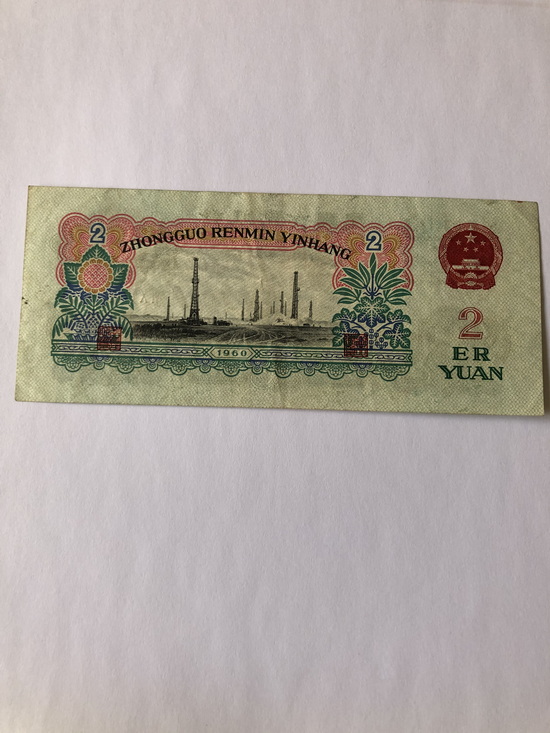 2
ZHONGGUO RENMIN YINHANG
2
1960
2
ER
YUAN